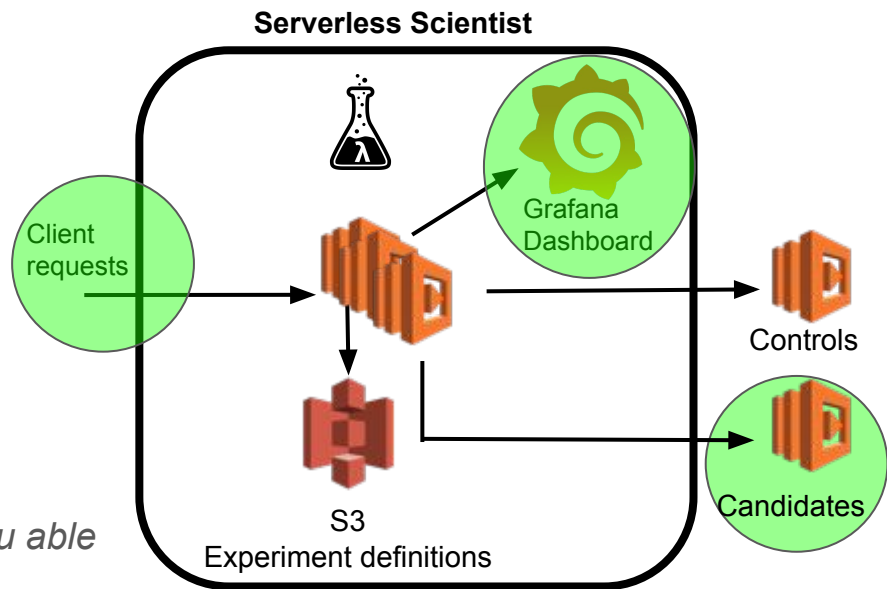 Serverless Scientist
λ
Client
requests
Grafana
Dashboard
Controls
Candidates
S3
Experiment definitions
u able